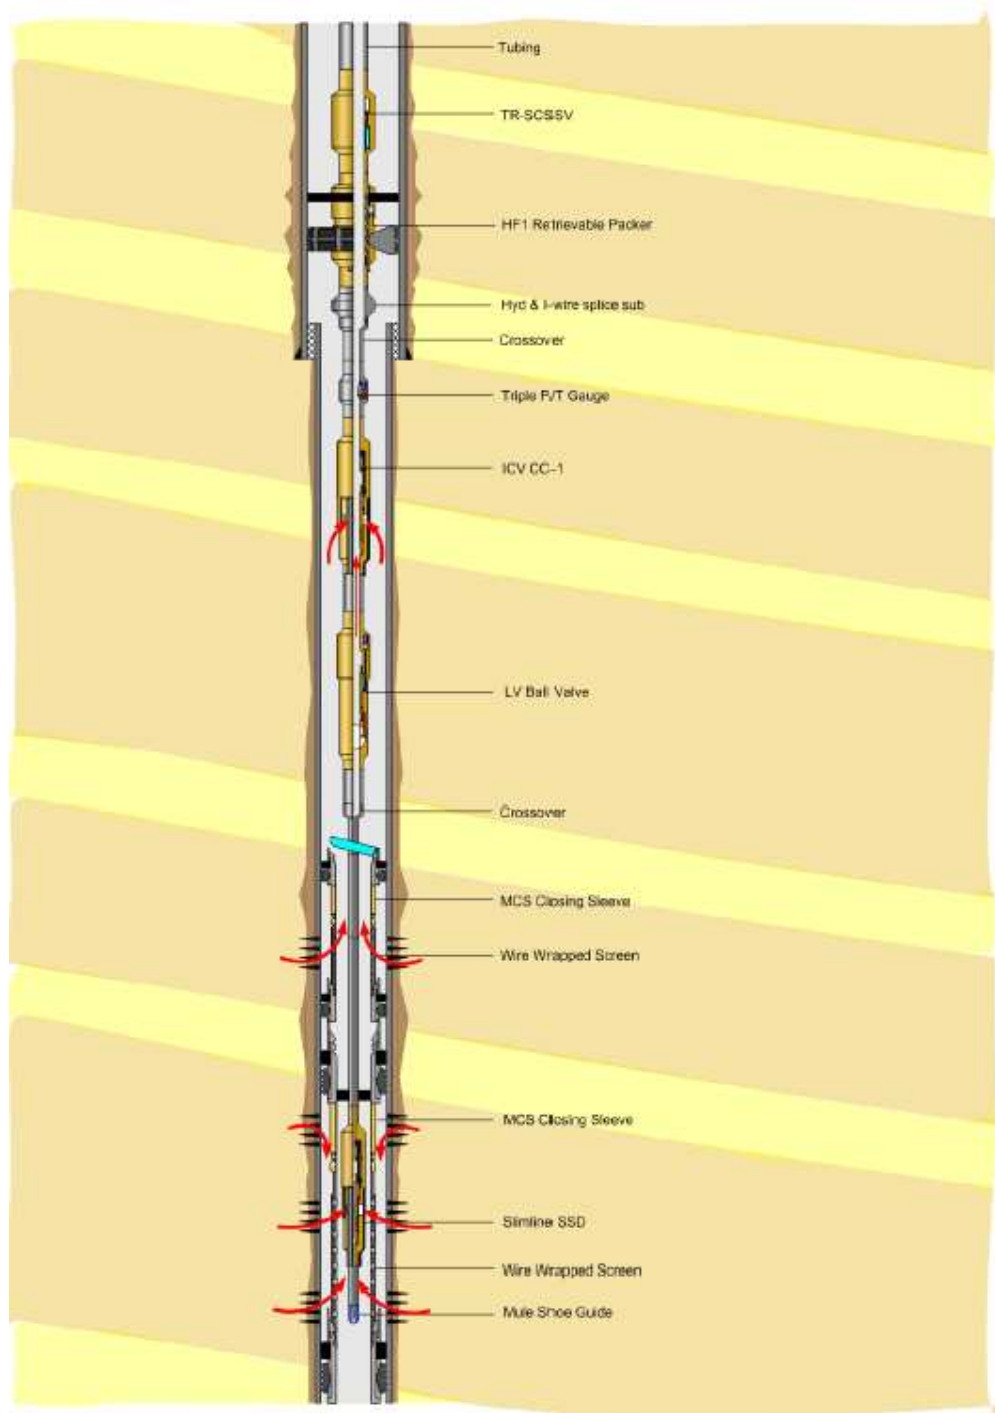 Tubing
TR-SCSSV
HF1 Retrievable Packer
Hyd & I-wire splice sub
Crossover
Triple P/T Gauge
ICV CC-1
LV Ball Valve
Crossover
MCS Closing Sleeve
Wire Wrapped Screen
MCS Closing Sleeve
Slimline SSD
Wire Wrapped Screen
Mule Shoe Guide